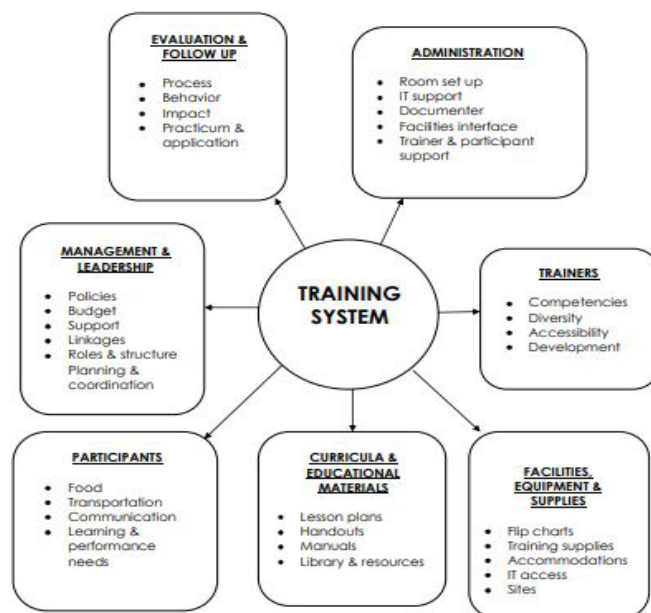 EVALUATION &
FOLLOW UP
• Process
• Behavior
• Impact
• Practicum &
application
ADMINISTRATION
• Room set up
• IT support
• Documenter
• Facilities interface
• Trainer & participant
support
MANAGEMENT &
LEADERSHIP
• Policies
• Budget
• Support
• Linkages
• Roles & structure
Planning &
coordination
TRAINING
SYSTEM
TRAINERS
• Competencies
• Diversity
• Accessibility
• Development
PARTICIPANTS
• Food
• Transportation
• Communication
• Learning &
performance
needs
CURRICULA &
EDUCATIONAL
MATERIALS
• Lesson plans
• Handouts
• Manuals
• Library & resources
FACILITIES,
EQUIPMENT &
SUPPLIES
• Flip charts
• Training supplies
• Accommodations
• IT access
• Sites